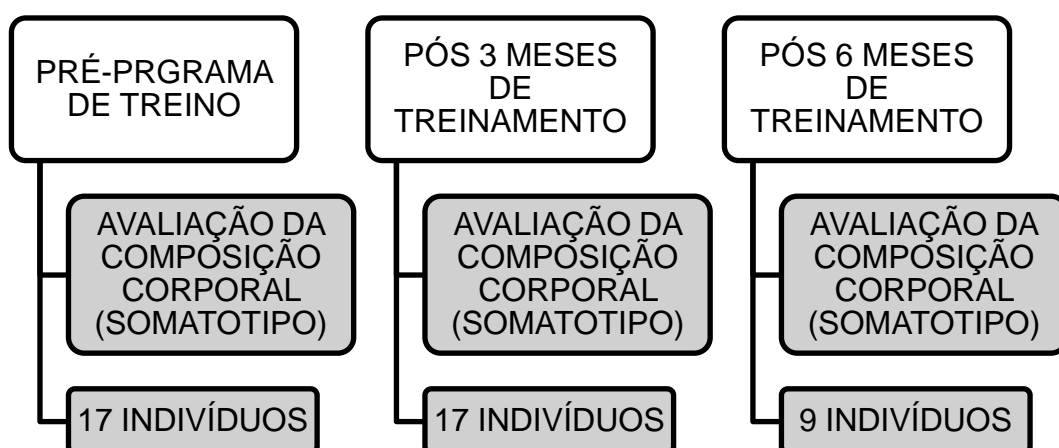 PRÉ-PRGRAMA
DE TREINO
AVALIAÇÃO DA
COMPOSIÇÃO
CORPORAL
(SOMATOTIPO)
17 INDIVÍDUOS
PÓS 3 MESES
DE
TREINAMENTO
AVALIAÇÃO DA
COMPOSIÇÃO
CORPORAL
(SOMATOTIPO)
17 INDIVÍDUOS
PÓS 6 MESES
DE
TREINAMENTO
AVALIAÇÃO DA
COMPOSIÇÃO
CORPORAL
(SOMATOTIPO)
9 INDIVÍDUOS